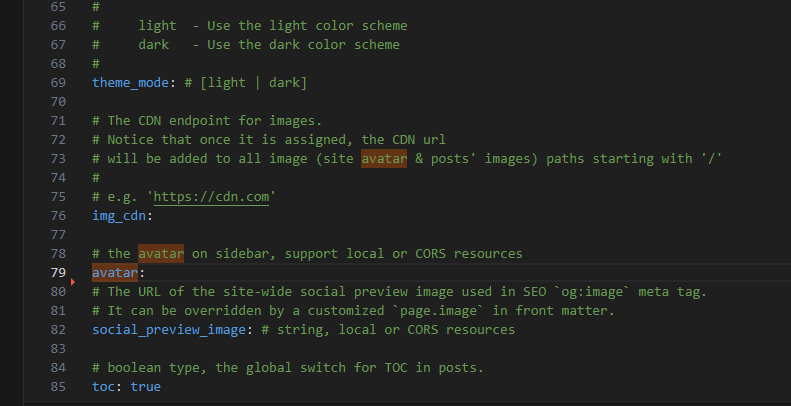 65 #
66 #     light  - Use the light color scheme
67 #     dark   - Use the dark color scheme
68 #
69 theme_mode: # [light | dark]
70
71 # The CDN endpoint for images.
72 # Notice that once it is assigned, the CDN url
73 # will be added to all image (site avatar & posts' images) paths starting with '/'
74 #
75 # e.g. 'https://cdn.com'
76 img_cdn:
77
78 # the avatar on sidebar, support local or CORS resources
79 avatar:
80 # The URL of the site-wide social preview image used in SEO `og:image` meta tag.
81 # It can be overridden by a customized `page.image` in front matter.
82 social_preview_image: # string, local or CORS resources
83
84 # boolean type, the global switch for TOC in posts.
85 toc: true